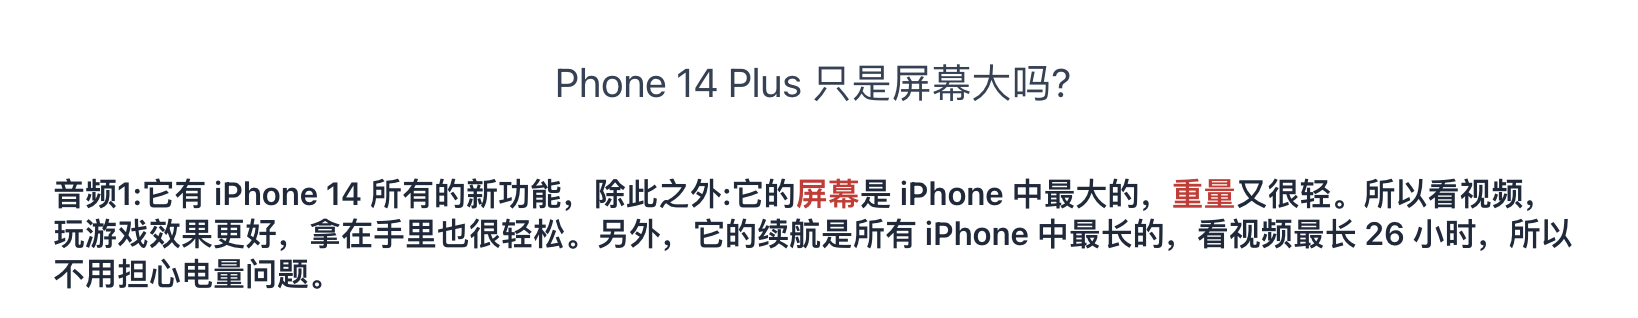 Phone 14 Plus 只是屏幕大吗?
音频1:它有 iPhone 14 所有的新功能，除此之外:它的屏幕是 iPhone 中最大的，重量又很轻。所以看视频，
玩游戏效果更好，拿在手里也很轻松。另外，它的续航是所有 iPhone 中最长的，看视频最长 26 小时，所以
不用担心电量问题。